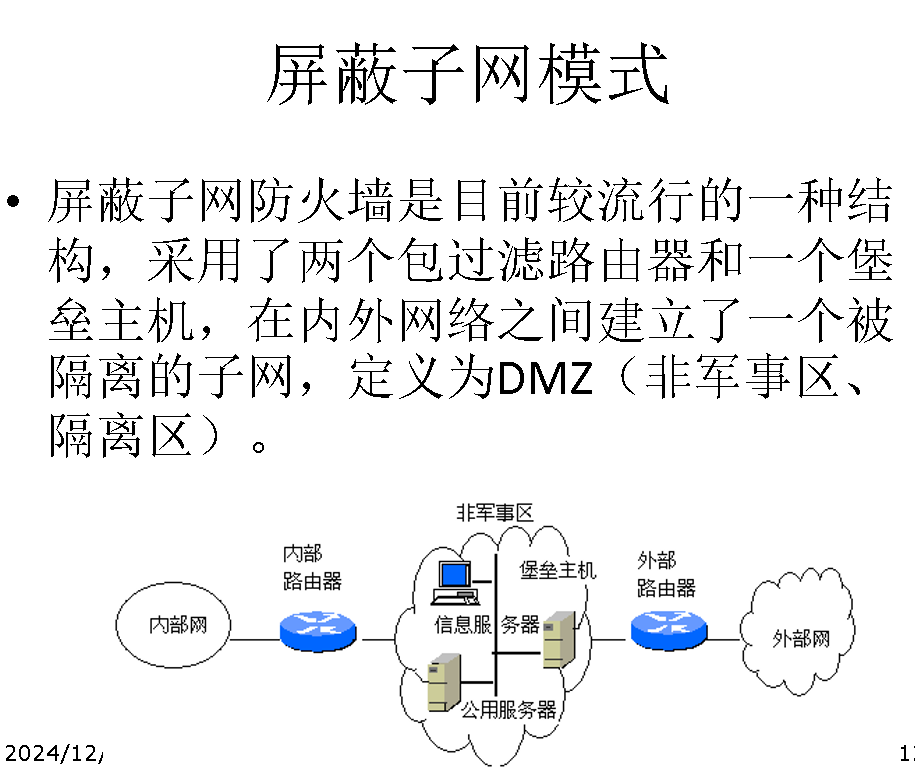 屏蔽子网模式
• 屏蔽子网防火墙是目前较流行的一种结
构，采用了两个包过滤路由器和一个堡
垒主机，在内外网络之间建立了一个被
隔离的子网，定义为DMZ（非军事区、
隔离区）。
非军事区
内部
路由器
堡垒主机
外部
路由器
内部网
信息服务器
外部网
公用服务器
2024/12/